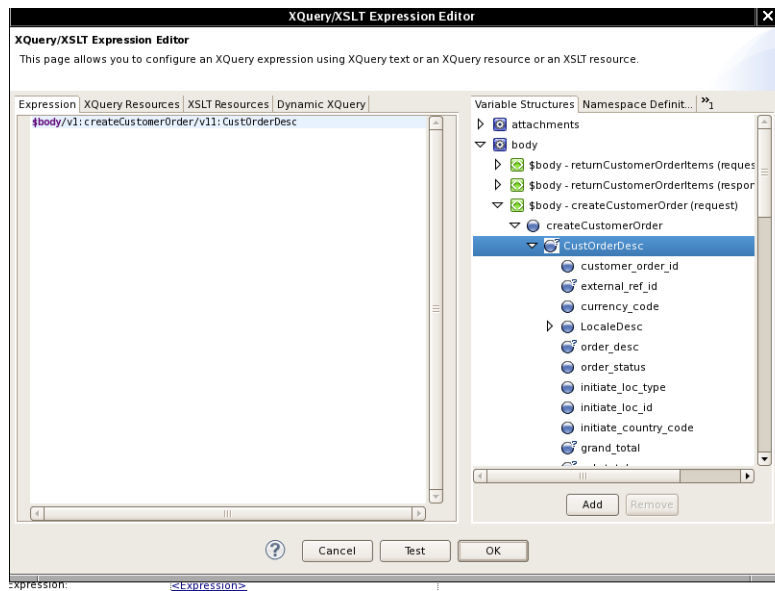 XQuery/XSLT Expression Editor
XQuery/XSLT Expression Editor
This page allows you to configure an XQuery expression using XQuery text or an XQuery resource or an XSLT resource.
Expression XQuery Resources XSLT Resources Dynamic XQuery
$body/v1:createCustomerOrder/v11:CustOrderDesc
Variable Structures Namespace Definit... »1
attachments
body
$body - returnCustomerOrderItems (reques
$body - returnCustomerOrderItems (respor
$body - createCustomerOrder (request)
createCustomerOrder
CustOrderDesc
customer_order_id
external_ref_id
currency_code
LocaleDesc
order_desc
order_status
initiate_loc_type
initiate_loc_id
initiate_country_code
grand_total
Add Remove
Cancel Test OK
Expression: <Expression>